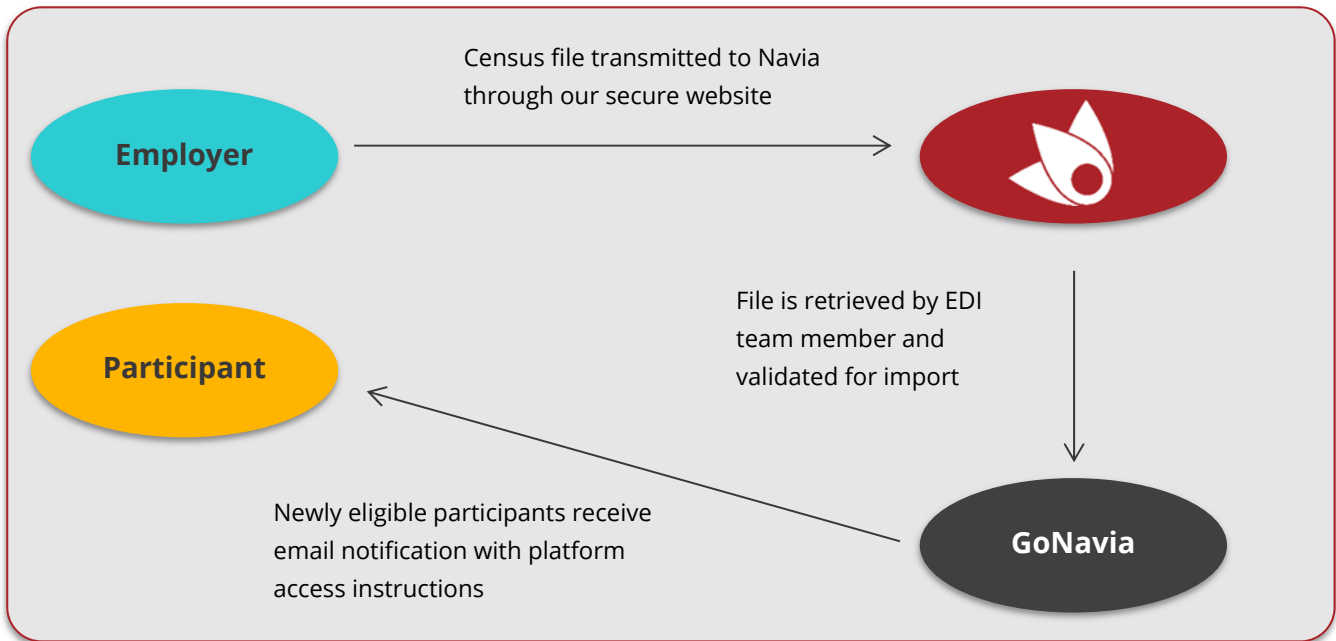 Census file transmitted to Navia
through our secure website
Employer
File is retrieved by EDI
team member and
validated for import
Participant
Newly eligible participants receive
email notification with platform
access instructions
GoNavia